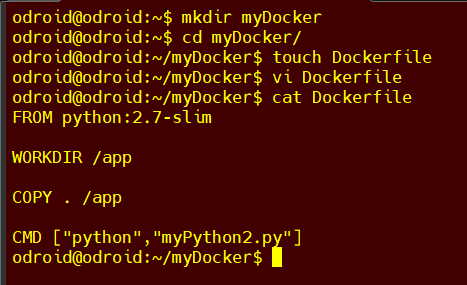 odroid@odroid:~$ mkdir myDocker
odroid@odroid:~$ cd myDocker/
odroid@odroid:~/myDocker$ touch Dockerfile
odroid@odroid:~/myDocker$ vi Dockerfile
odroid@odroid:~/myDocker$ cat Dockerfile
FROM python:2.7-slim
WORKDIR /app
COPY . /app
CMD ["python","myPython2.py"]
odroid@odroid:~/myDocker$